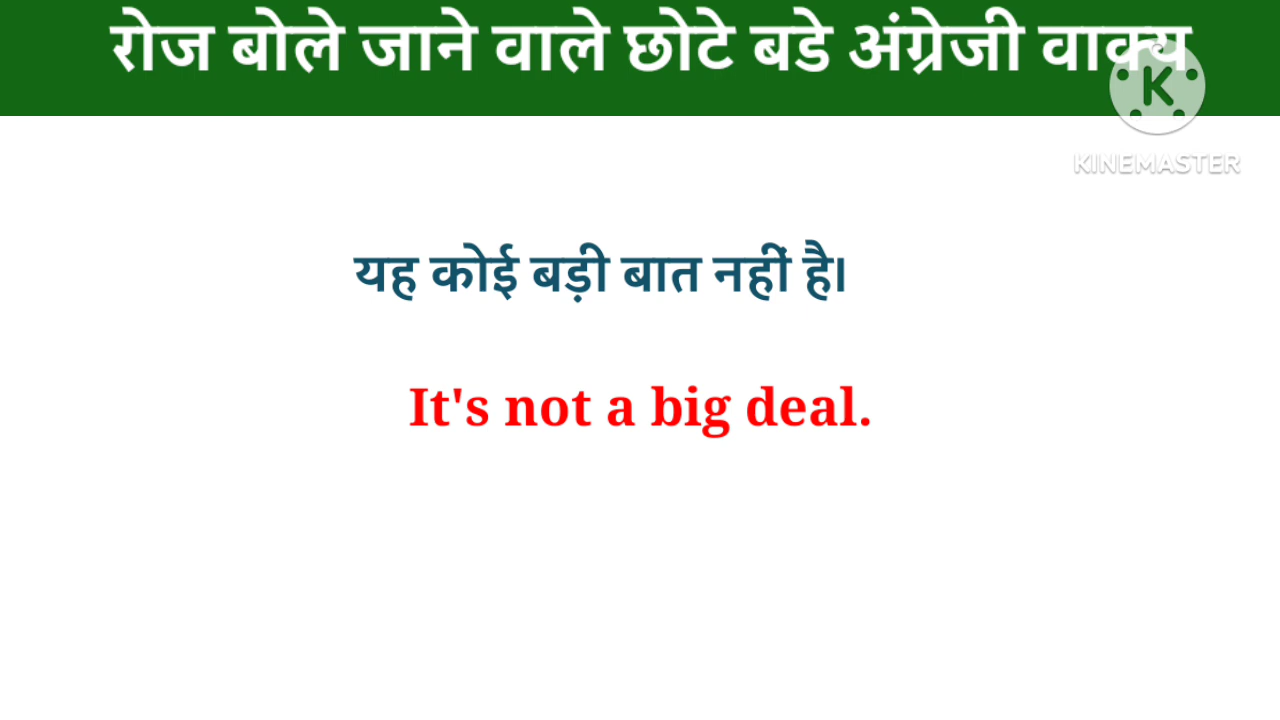 रोज बोले जाने वाले छोटे बडे अंग्रेजी वाक्य
K
KINEMASTER
यह कोई बड़ी बात नहीं है।
It's not a big deal.